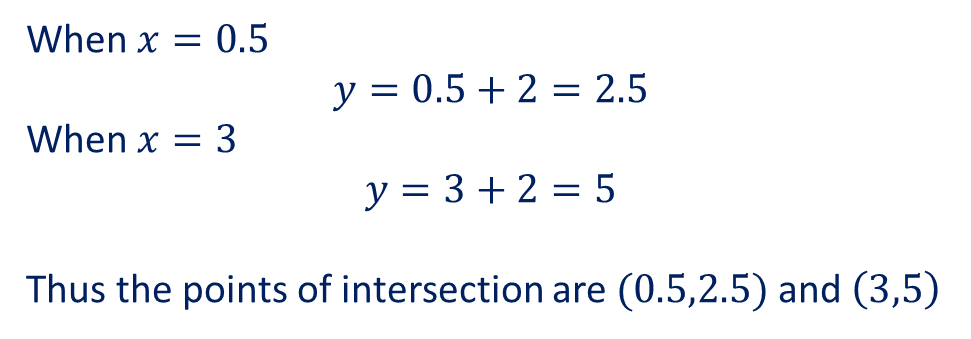 When x = 0.5
y = 0.5 + 2 = 2.5
When x = 3
y = 3 + 2 = 5
Thus the points of intersection are (0.5,2.5) and (3,5)